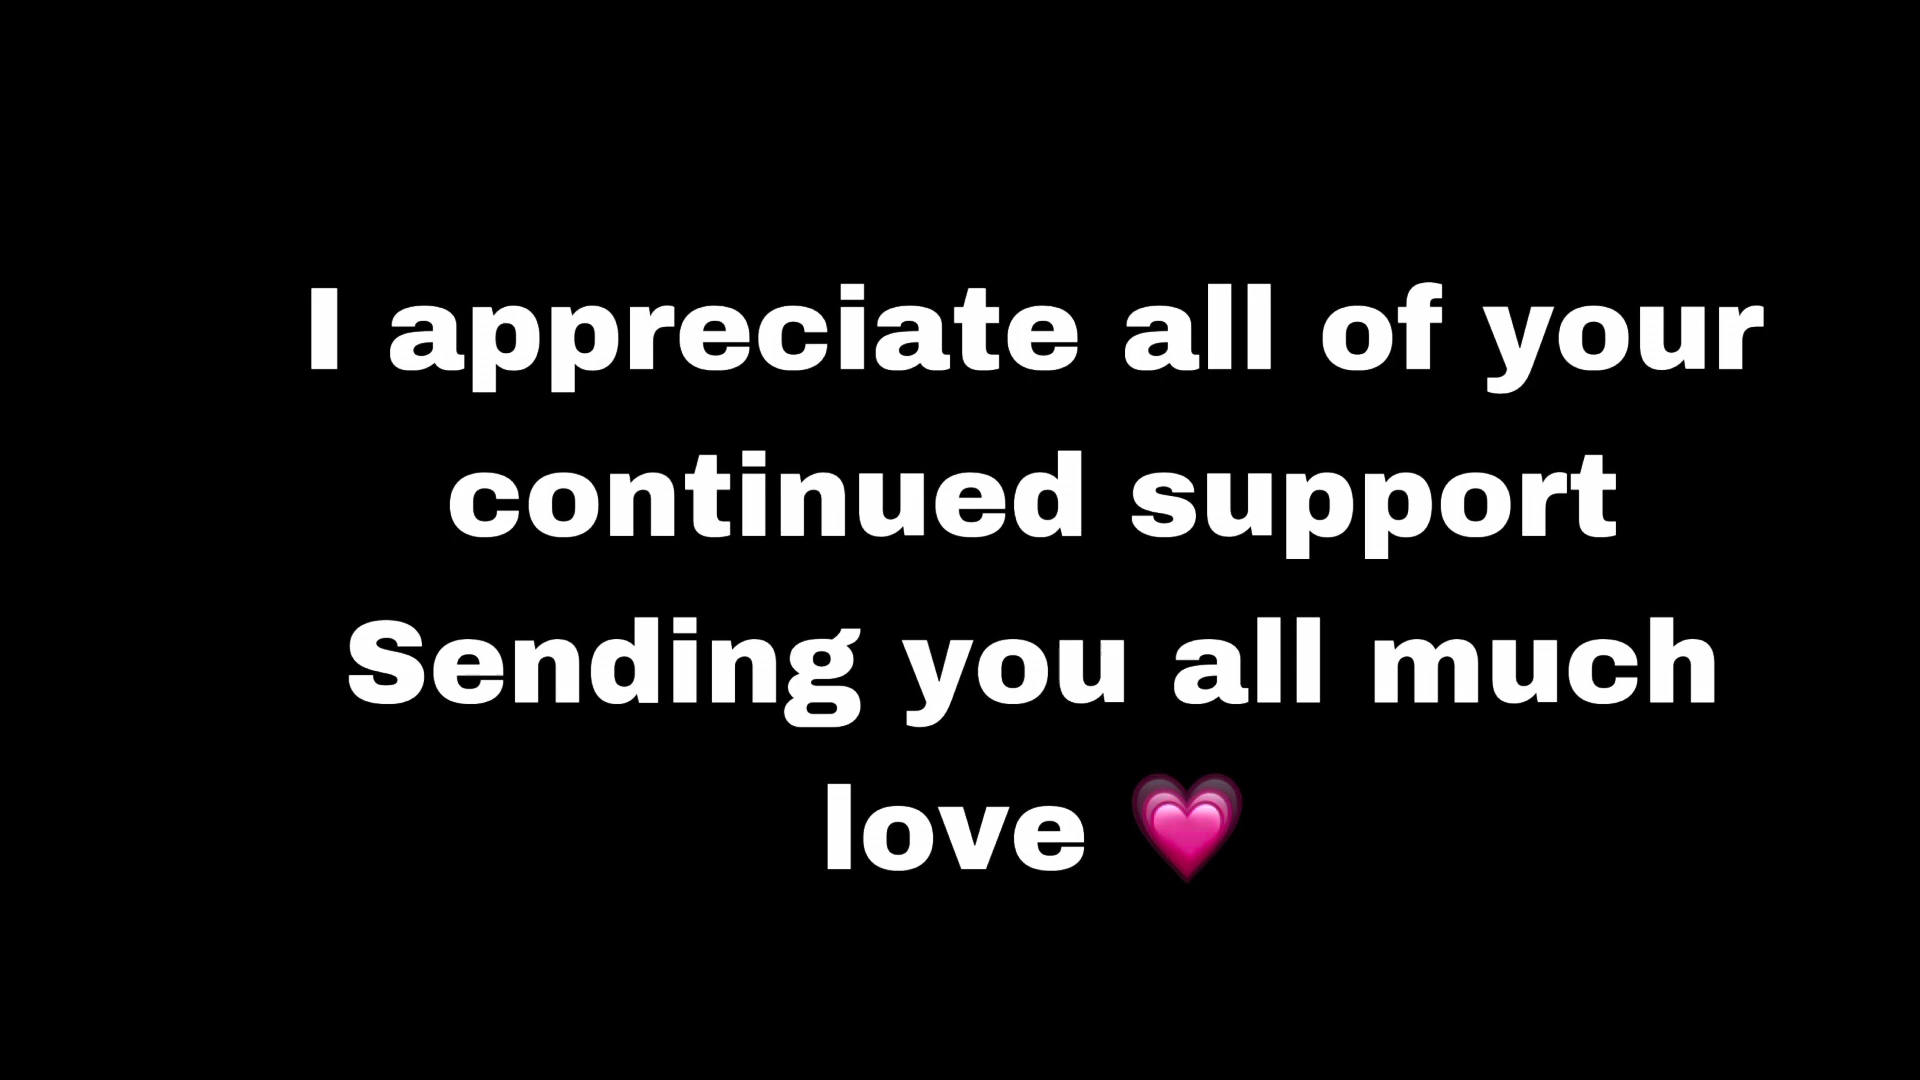 I appreciate all of your
continued support
Sending you all much
love 💗